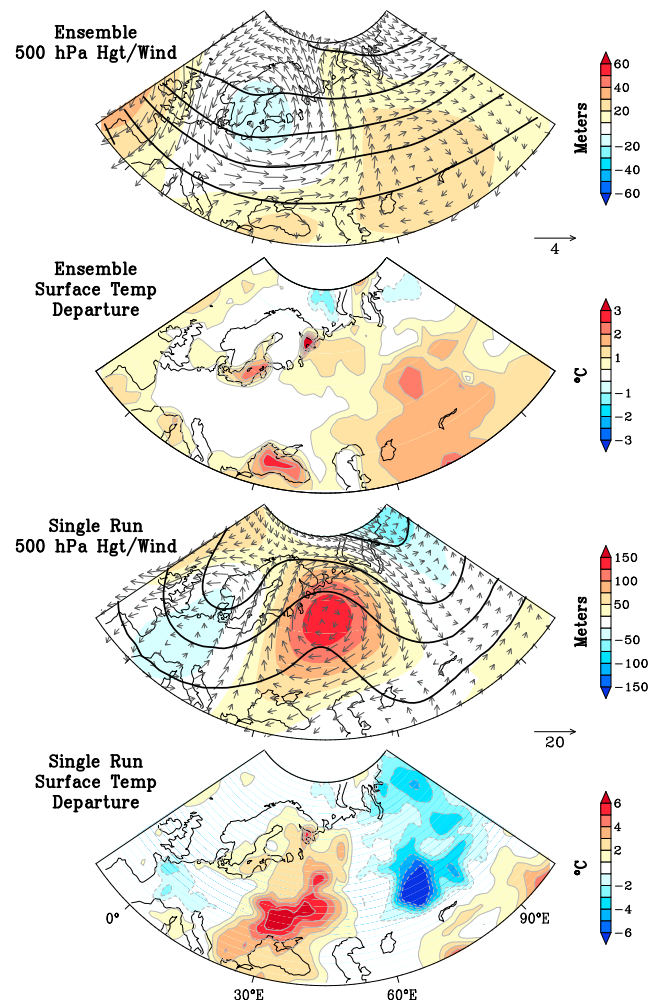 Ensemble
500 hPa Hgt/Wind
60
40
20
−20
−40
−60
Meters
4
Ensemble
Surface Temp
Departure
3
2
1
−1
−2
−3
°C
Single Run
500 hPa Hgt/Wind
150
100
50
−50
−100
−150
Meters
20
Single Run
Surface Temp
Departure
6
4
2
−2
−4
−6
°C
0°
90°E
30°E
60°E